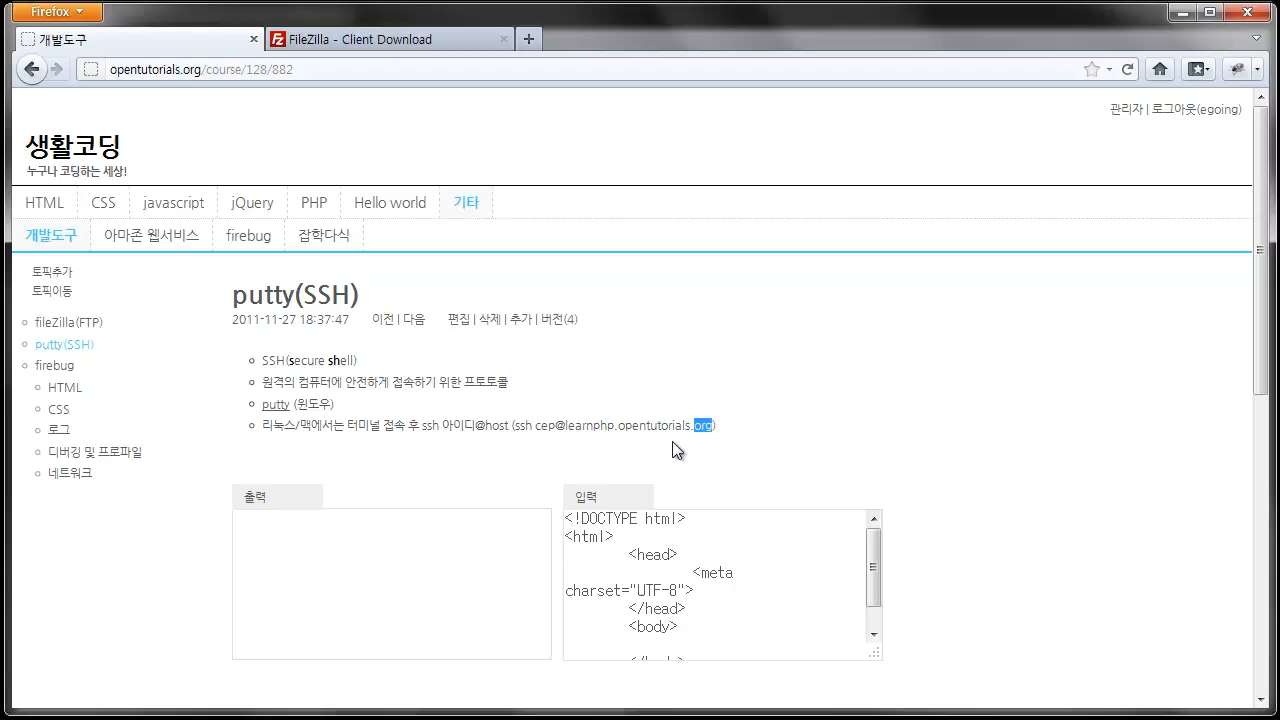 Firefox
개발도구
FileZilla - Client Download
opentutorials.org/course/128/882
관리자 | 로그아웃(egoing)
생활코딩
누구나 코딩하는 세상!
HTML CSS javascript jQuery PHP Hello world 기타
개발도구 아마존 웹서비스 firebug 잡학다식
토픽추가
토픽이동
fileZilla(FTP)
putty(SSH)
firebug
HTML
CSS
로그
디버깅 및 프로파일
네트워크
putty(SSH)
2011-11-27 18:37:47 이전 | 다음 편집 | 삭제 | 추가 | 버전(4)
SSH(secure shell)
원격의 컴퓨터에 안전하게 접속하기 위한 프로토콜
putty (윈도우)
리눅스/맥에서는 터미널 접속 후 ssh 아이디@host (ssh cep@learnphp.opentutorials.org)
출력
입력
<!DOCTYPE html>
<html>
<head>
<meta
charset="UTF-8">
</head>
<body>